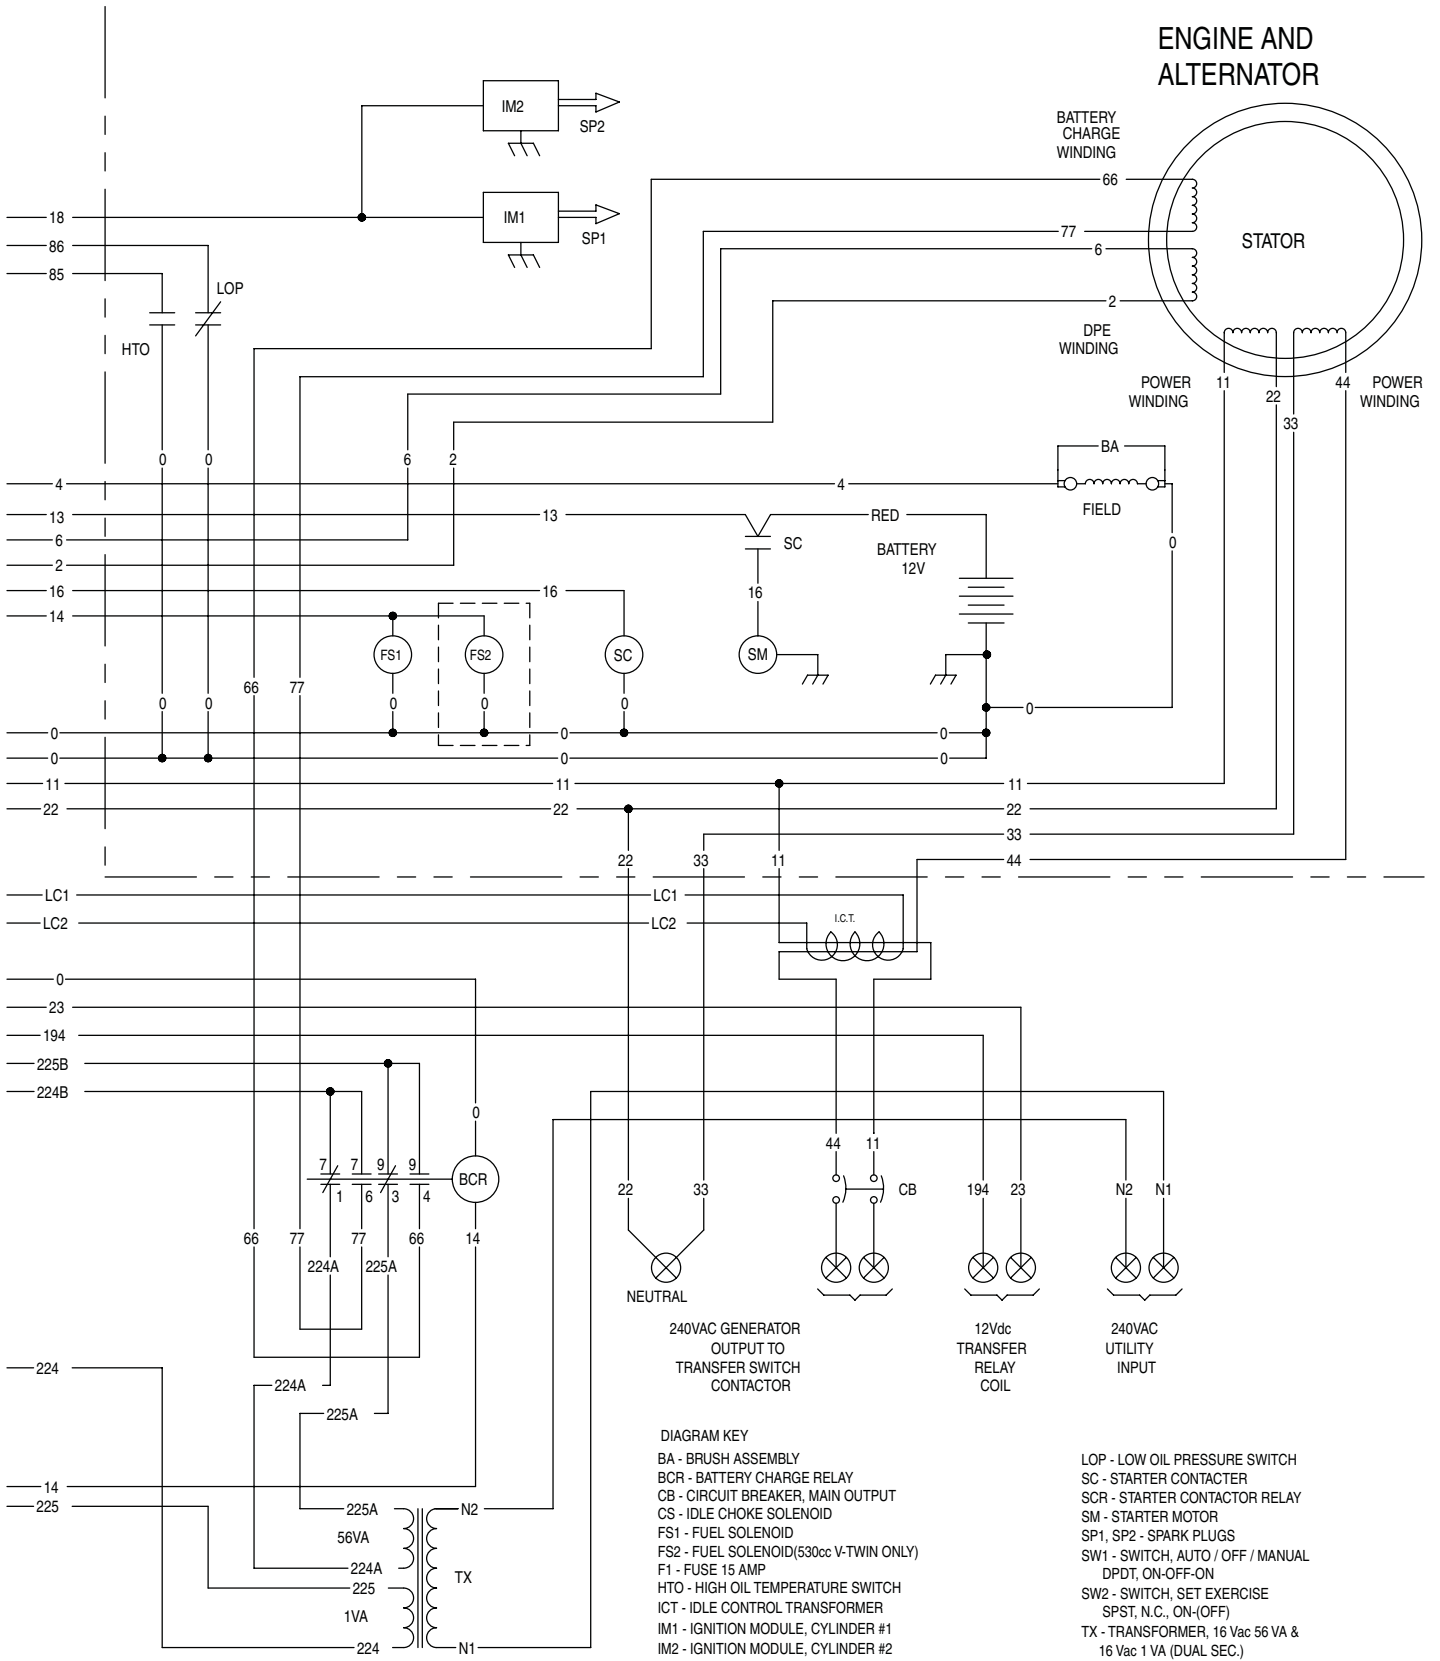 ENGINE AND
ALTERNATOR
IM2
SP2
BATTERY
CHARGE
WINDING
66
18
IM1
SP1
77
86
6
STATOR
85
LOP
2
HTO
DPE
WINDING
POWER
WINDING
11
22
33
44
POWER
WINDING
0
0
6
2
BA
4
4
FIELD
13
13
RED
6
SC
BATTERY
12V
0
2
16
16
16
14
FS1
FS2
SC
SM
66
77
0
0
0
0
0
0
0
0
0
0
0
0
11
11
11
22
22
22
33
22
33
11
44
LC1
LC1
LC2
LC2
I.C.T.
0
23
194
225B
224B
0
44
11
7
7
9
9
BCR
1
6
3
4
22
33
CB
194
23
N2
N1
66
77
77
66
14
224A
225A
NEUTRAL
240VAC GENERATOR
OUTPUT TO
TRANSFER SWITCH
CONTACTOR
12Vdc
TRANSFER
RELAY
COIL
240VAC
UTILITY
INPUT
224
224A
225A
14
225
225A
N2
56VA
224A
TX
225
1VA
224
N1
DIAGRAM KEY
BA - BRUSH ASSEMBLY
BCR - BATTERY CHARGE RELAY
CB - CIRCUIT BREAKER, MAIN OUTPUT
CS - IDLE CHOKE SOLENOID
FS1 - FUEL SOLENOID
FS2 - FUEL SOLENOID(530cc V-TWIN ONLY)
F1 - FUSE 15 AMP
HTO - HIGH OIL TEMPERATURE SWITCH
ICT - IDLE CONTROL TRANSFORMER
IM1 - IGNITION MODULE, CYLINDER #1
IM2 - IGNITION MODULE, CYLINDER #2
LOP - LOW OIL PRESSURE SWITCH
SC - STARTER CONTACTER
SCR - STARTER CONTACTOR RELAY
SM - STARTER MOTOR
SP1, SP2 - SPARK PLUGS
SW1 - SWITCH, AUTO / OFF / MANUAL
DPDT, ON-OFF-ON
SW2 - SWITCH, SET EXERCISE
SPST, N.C., ON-(OFF)
TX - TRANSFORMER, 16 Vac 56 VA &
16 Vac 1 VA (DUAL SEC.)